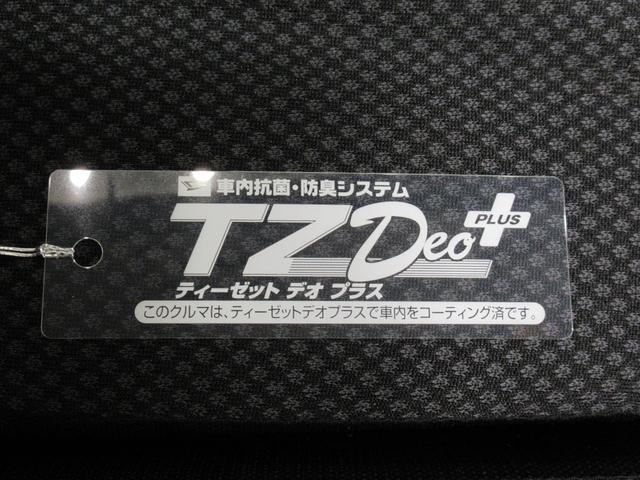 車内抗菌・防臭システム
TZ Deo
PLUS
ティーゼット デオ プラス
このクルマは、ティーゼットデオプラスで車内をコーティング済です。